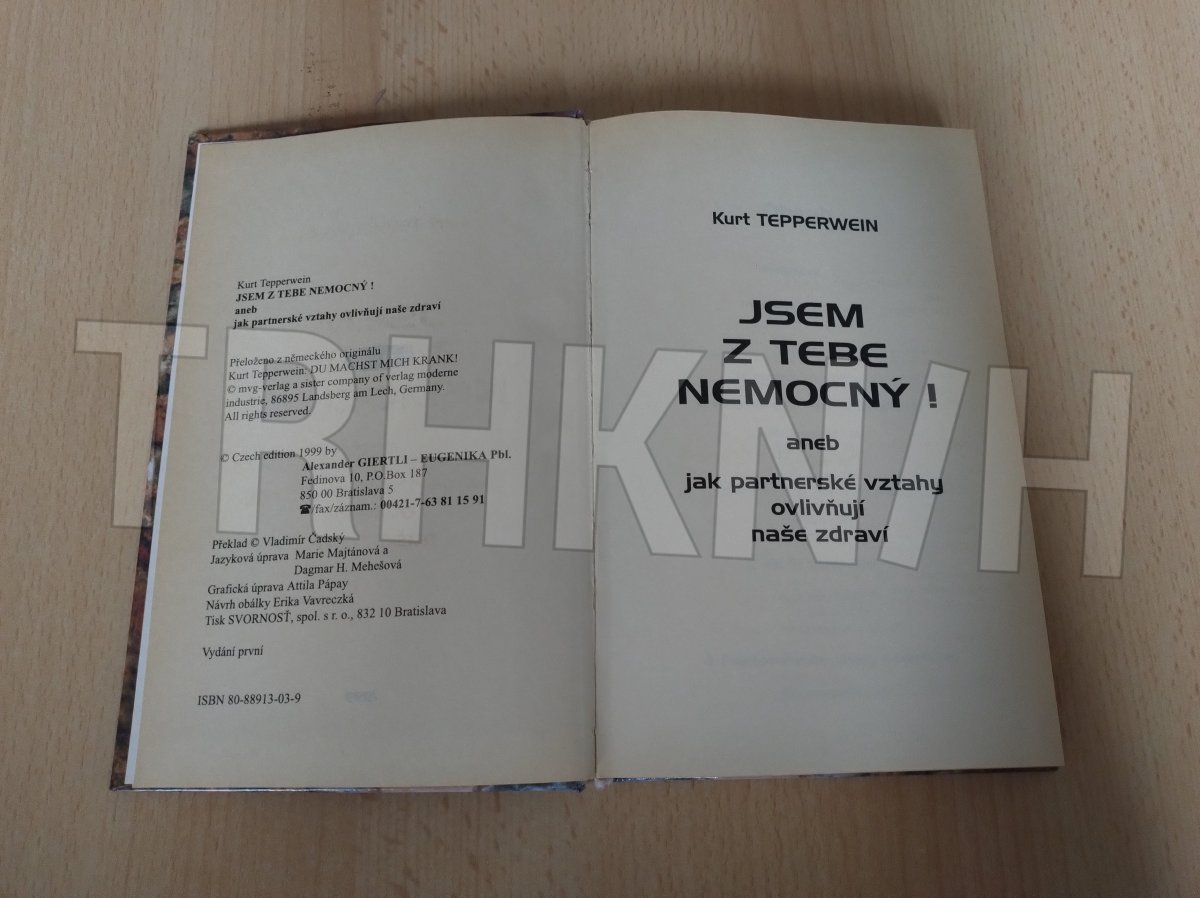 Kurt Tepperwein
JSEM Z TEBE NEMOCNÝ !
aneb
jak partnerské vztahy ovlivňují naše zdraví
Přeloženo z německého originálu
Kurt Tepperwein: DU MACHST MICH KRANK!
© mvg-verlag a sister company of verlag moderne
industrie, 86895 Landsberg am Lech, Germany.
All rights reserved.
© Czech edition 1999 by
Alexander GIERTLI – EUGENIKA Pbl.
Fedinova 10, P.O.Box 187
850 00 Bratislava 5
☎/fax/záznam.: 00421-7-63 81 15 91
Překlad © Vladimír Čadský
Jazyková úprava Marie Majtánová a
Dagmar H. Mehešová
Grafická úprava Attila Pápay
Návrh obálky Erika Vavreczká
Tisk SVORNOSŤ, spol. s r. o., 832 10 Bratislava
Vydání první
ISBN 80-88913-03-9
Kurt TEPPERWEIN
JSEM
Z TEBE
NEMOCNÝ !
aneb
jak partnerské vztahy
ovlivňují
naše zdraví
TRHKNIH